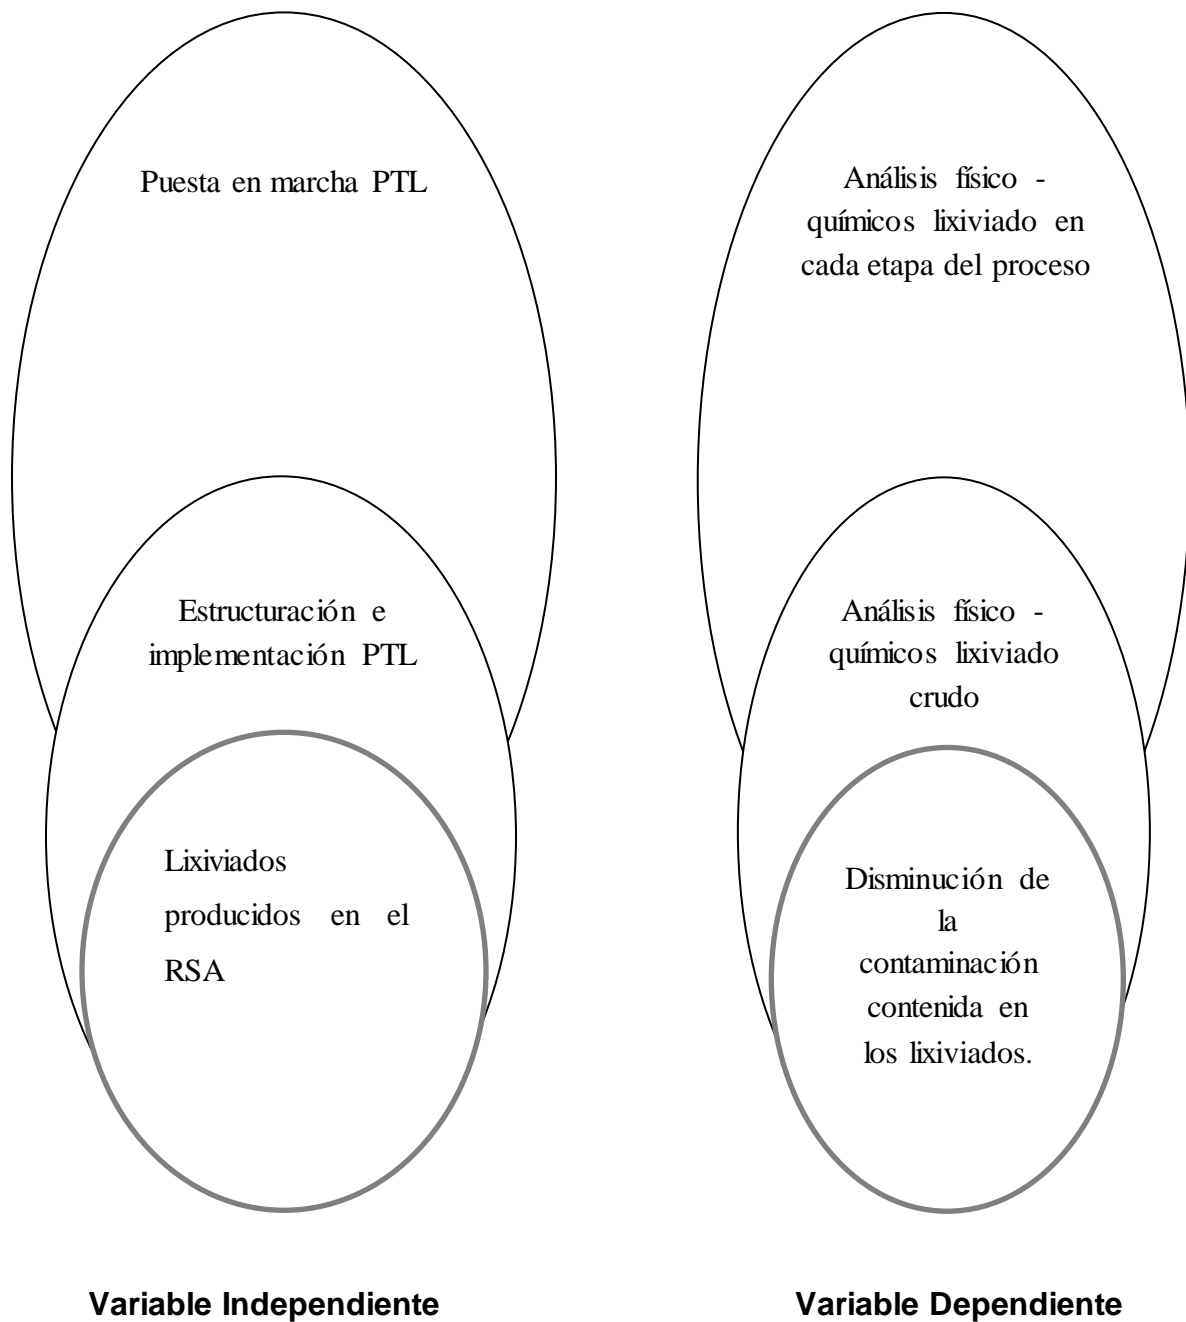 Puesta en marcha PTL
Estructuración e
implementación PTL
Lixiviados
producidos en el
RSA
Variable Independiente
Análisis físico -
químicos lixiviado en
cada etapa del proceso
Análisis físico -
químicos lixiviado
crudo
Disminución de
la
contaminación
contenida en
los lixiviados.
Variable Dependiente